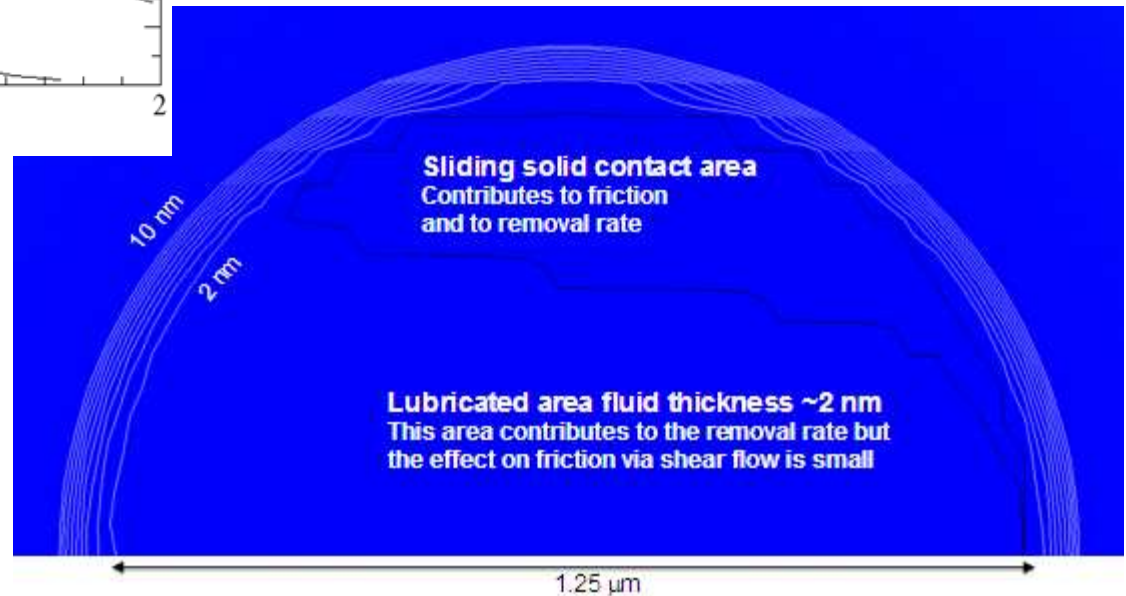 2
Sliding solid contact area
Contributes to friction
and to removal rate
10 nm
2 nm
Lubricated area fluid thickness ~2 nm
This area contributes to the removal rate but
the effect on friction via shear flow is small
1.25 μm